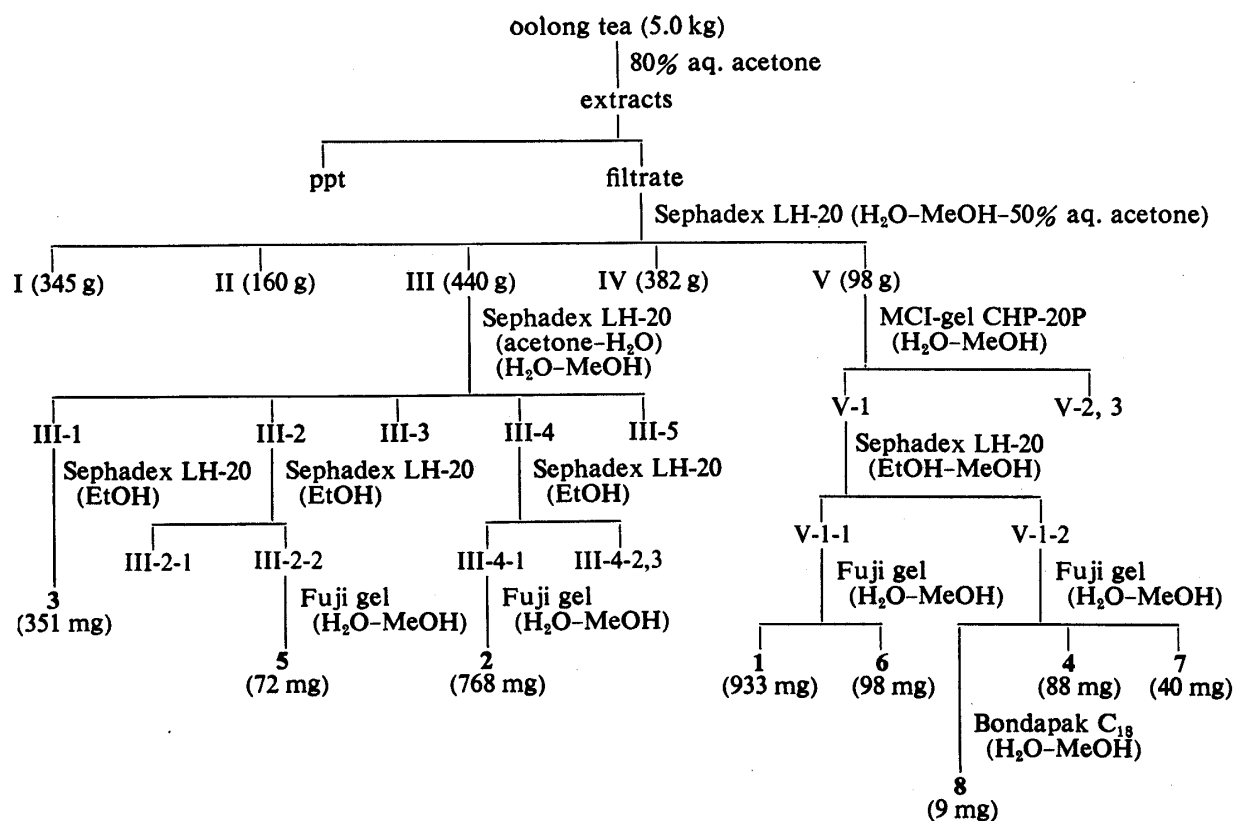 oolong tea (5.0 kg)
80% aq. acetone
extracts
ppt filtrate
Sephadex LH-20 (H₂O–MeOH–50% aq. acetone)
I (345 g) II (160 g) III (440 g) IV (382 g) V (98 g)
Sephadex LH-20
(acetone–H₂O)
(H₂O–MeOH)
MCI-gel CHP-20P
(H₂O–MeOH)
III-1 III-2 III-3 III-4 III-5
V-1 V-2, 3
Sephadex LH-20
(EtOH)
Sephadex LH-20
(EtOH)
Sephadex LH-20
(EtOH)
Sephadex LH-20
(EtOH–MeOH)
III-2-1 III-2-2 III-4-1 III-4-2,3
V-1-1 V-1-2
3
(351 mg)
Fuji gel
(H₂O–MeOH)
5
(72 mg)
Fuji gel
(H₂O–MeOH)
2
(768 mg)
Fuji gel
(H₂O–MeOH)
Fuji gel
(H₂O–MeOH)
1
(933 mg)
6
(98 mg)
4
(88 mg)
7
(40 mg)
Bondapak C₁₈
(H₂O–MeOH)
8
(9 mg)